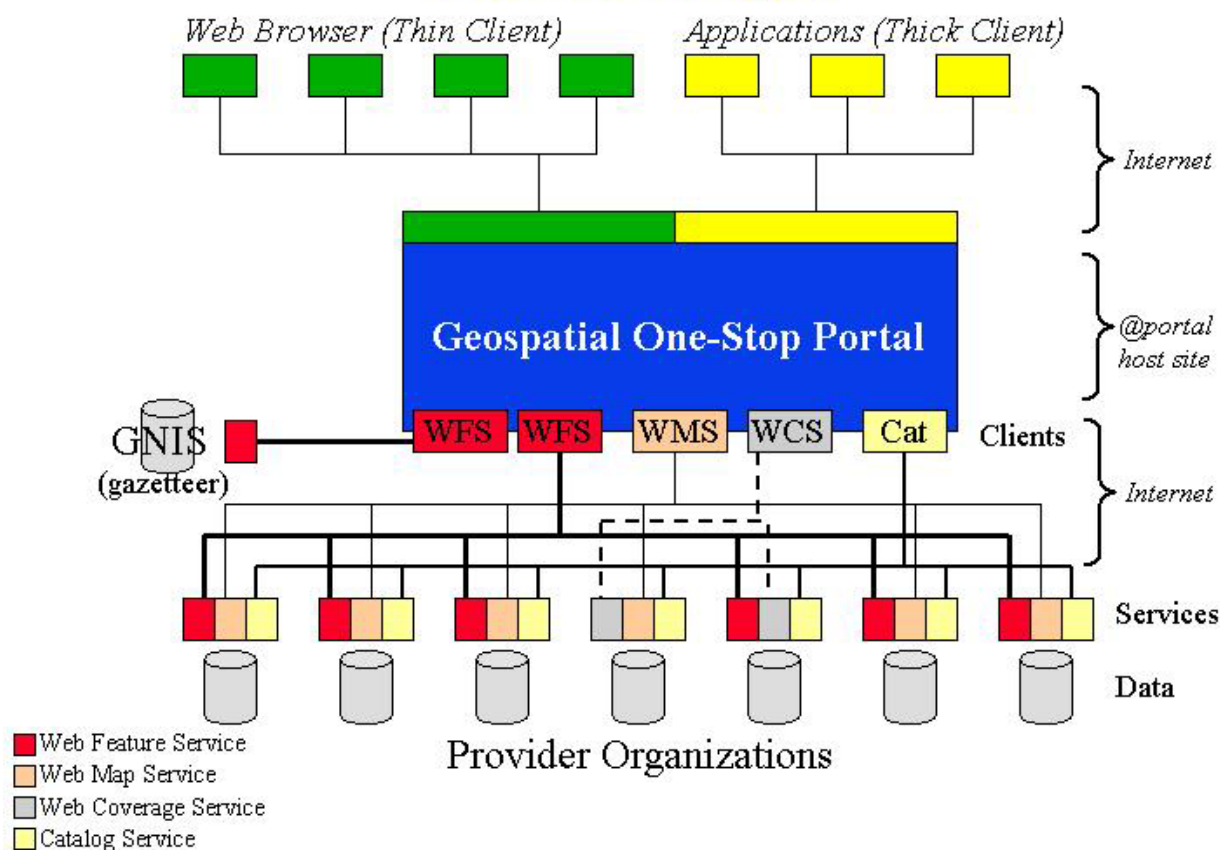 Web Browser (Thin Client)
Applications (Thick Client)
Internet
Geospatial One-Stop Portal
@portal
host site
WFS
WFS
WMS
WCS
Cat
Clients
GNIS
(gazetteer)
Internet
Services
Data
Provider Organizations
Web Feature Service
Web Map Service
Web Coverage Service
Catalog Service